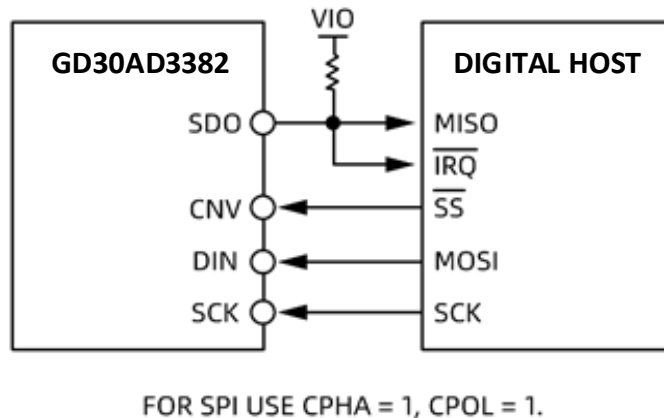 VIO
GD30AD3382
DIGITAL HOST
SDO
MISO
IRQ
CNV
SS
DIN
MOSI
SCK
SCK
FOR SPI USE CPHA = 1, CPOL = 1.